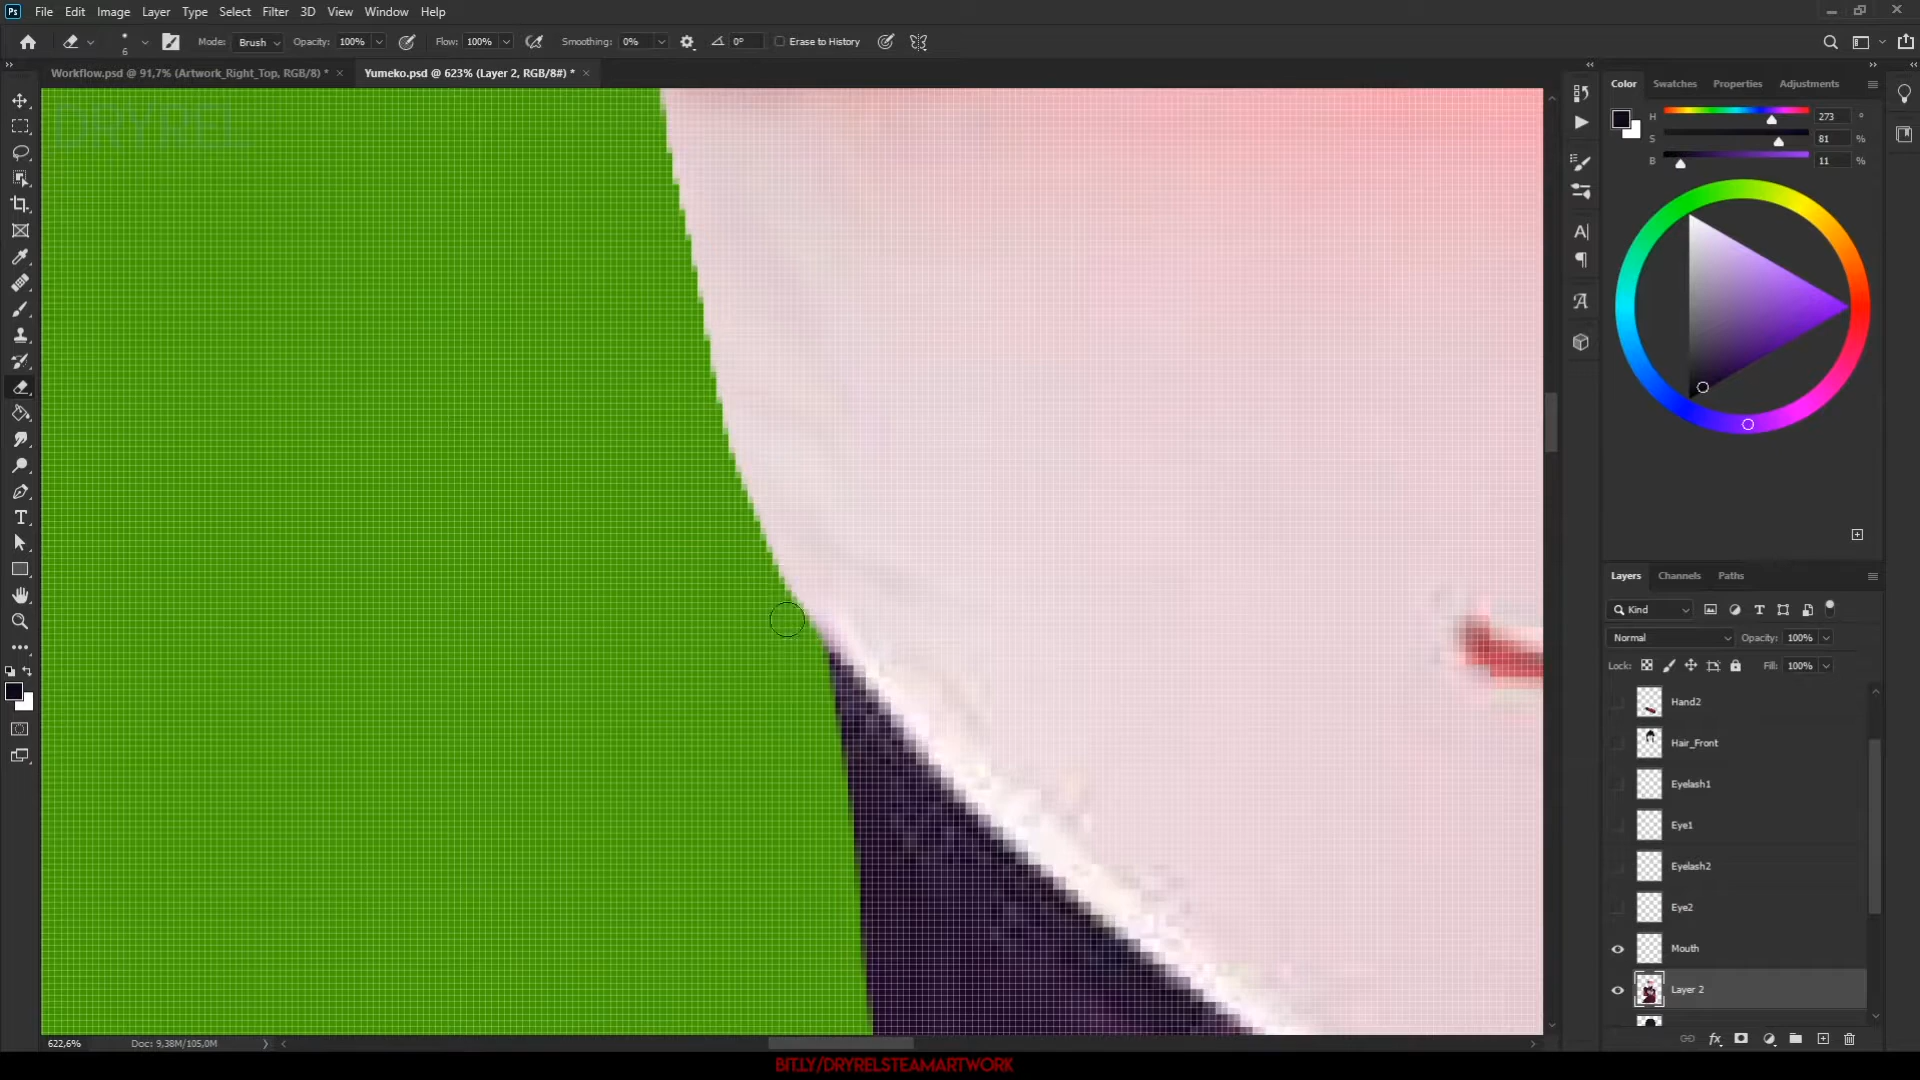 Ps File Edit Image Layer Type Select Filter 3D View Window Help
6 Mode: Brush Opacity: 100% Flow: 100% Smoothing: 0% 0° Erase to History
Workflow.psd @ 91,7% (Artwork_Right_Top, RGB/8) * Yumeko.psd @ 623% (Layer 2, RGB/8#) *
Color Swatches Properties Adjustments
DRYREL
H 273 °
S 81 %
B 11 %
Layers Channels Paths
Kind
Normal Opacity: 100%
Lock: Fill: 100%
Hand2
Hair_Front
Eyelash1
Eye1
Eyelash2
Eye2
Mouth
Layer 2
622,6% Doc: 9,38M/105,0M
BIT.LY/DRYRELSTEAMARTWORK